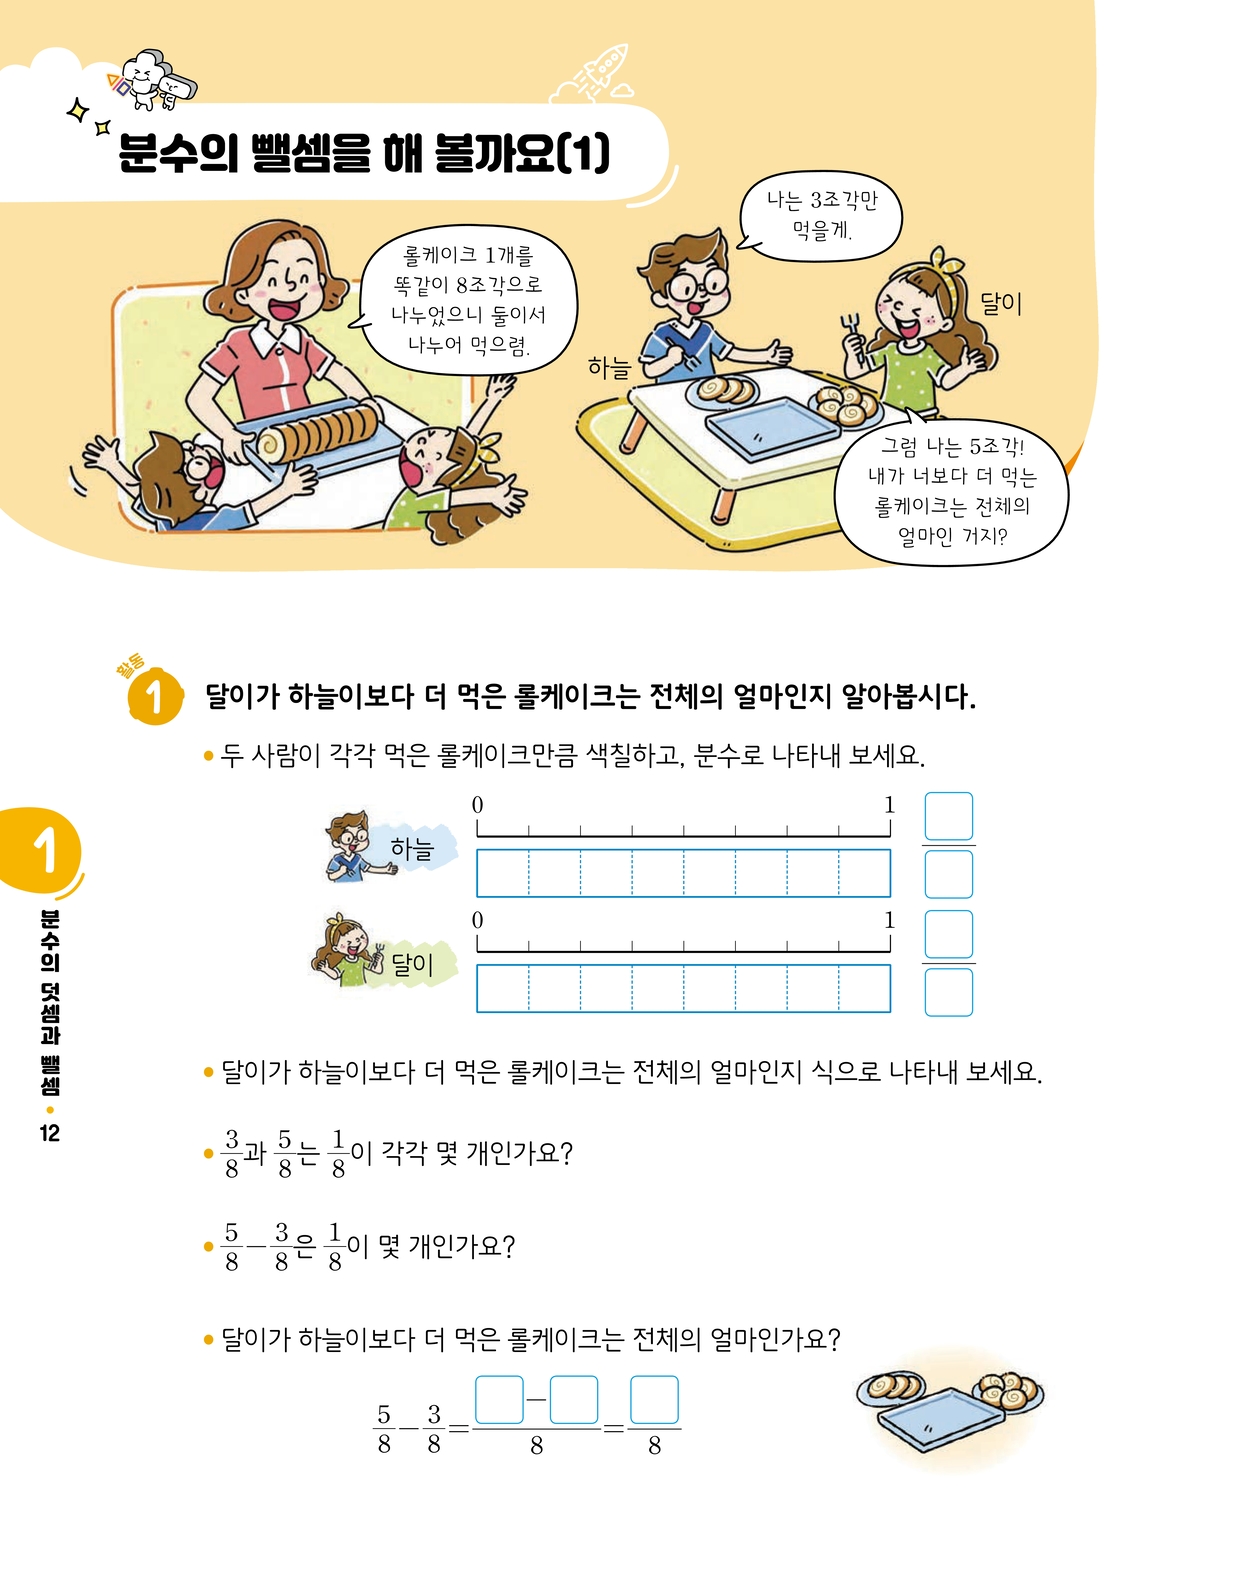 분수의 뺄셈을 해 볼까요(1)
롤케이크 1개를
똑같이 8조각으로
나누었으니 둘이서
나누어 먹으렴.
나는 3조각만
먹을게.
하늘
달이
그럼 나는 5조각!
내가 너보다 더 먹는
롤케이크는 전체의
얼마인 거지?
활동
1 달이가 하늘이보다 더 먹은 롤케이크는 전체의 얼마인지 알아봅시다.
• 두 사람이 각각 먹은 롤케이크만큼 색칠하고, 분수로 나타내 보세요.
0 1
하늘
0 1
달이
• 달이가 하늘이보다 더 먹은 롤케이크는 전체의 얼마인지 식으로 나타내 보세요.
• 3/8과 5/8는 1/8이 각각 몇 개인가요?
• 5/8－3/8은 1/8이 몇 개인가요?
• 달이가 하늘이보다 더 먹은 롤케이크는 전체의 얼마인가요?
5/8－3/8=(□－□)/8=□/8
1
분수의 덧셈과 뺄셈 • 12